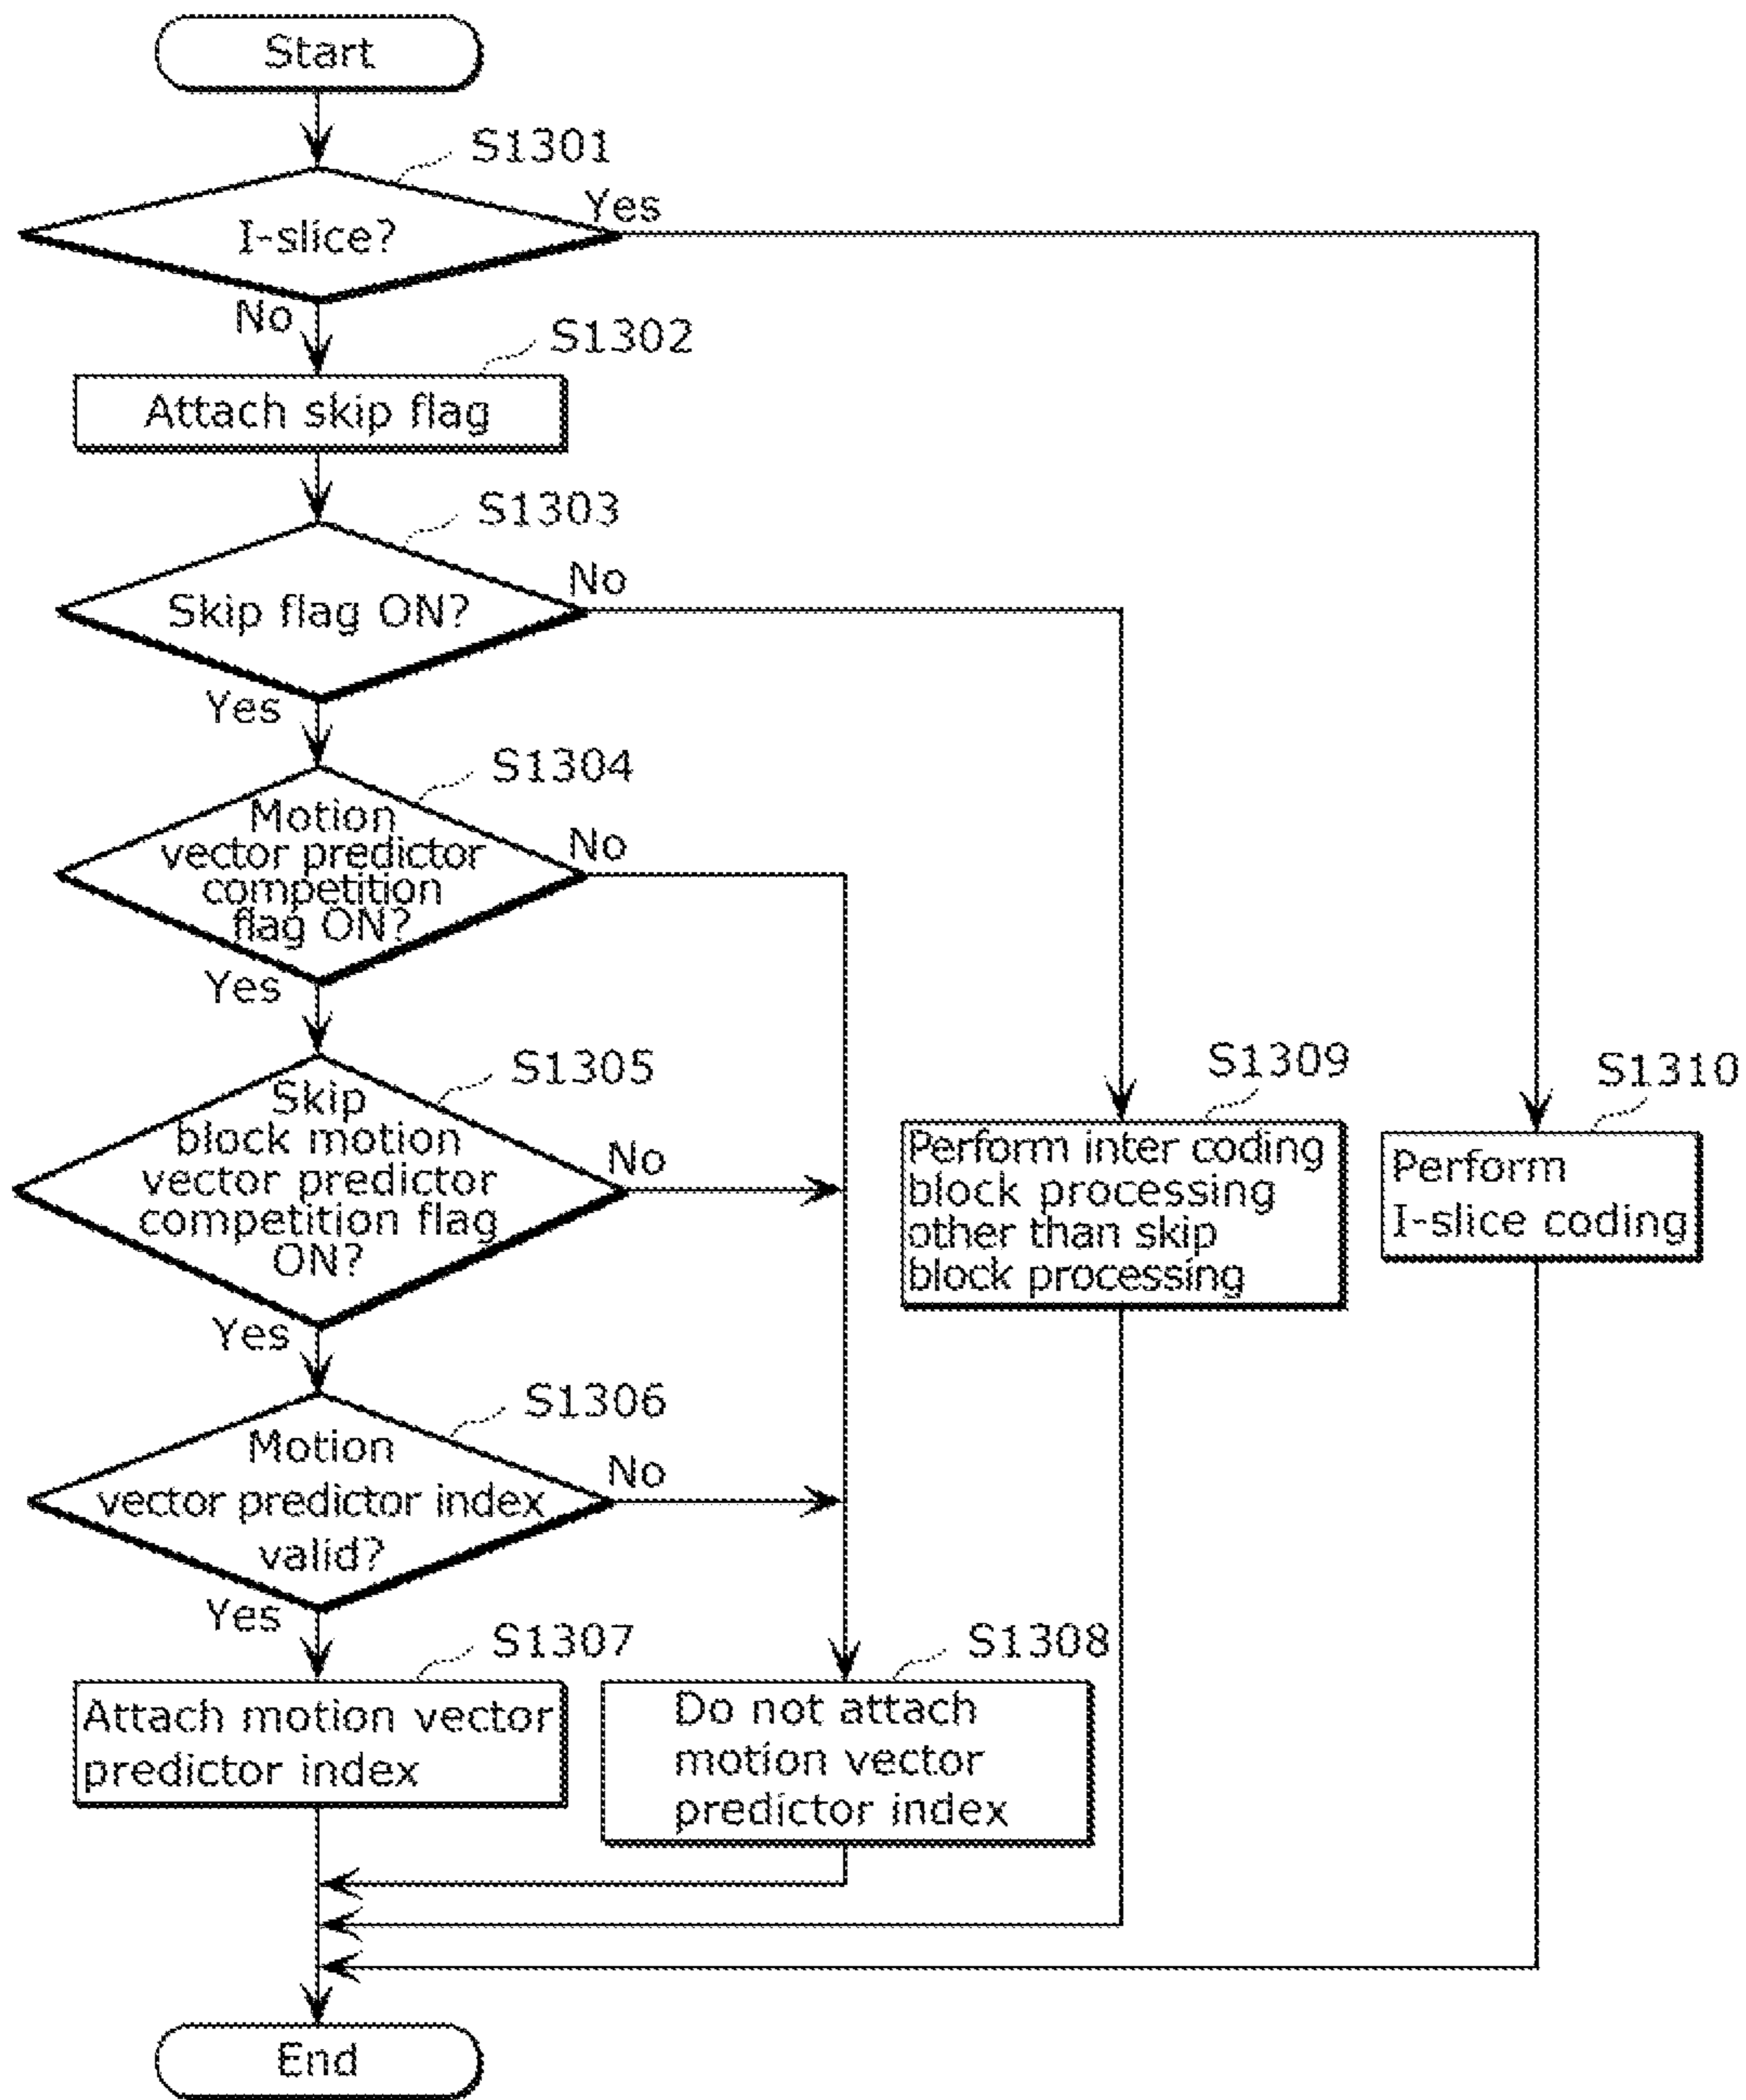 Start
S1301
I-slice?
Yes
No
S1302
Attach skip flag
S1303
Skip flag ON?
No
Yes
S1304
Motion
vector predictor
competition
flag ON?
No
Yes
S1305
Skip
block motion
vector predictor
competition flag
ON?
No
Yes
S1306
Motion
vector predictor index
valid?
No
Yes
S1307
Attach motion vector
predictor index
S1308
Do not attach
motion vector
predictor index
S1309
Perform inter coding
block processing
other than skip
block processing
S1310
Perform
I-slice coding
End